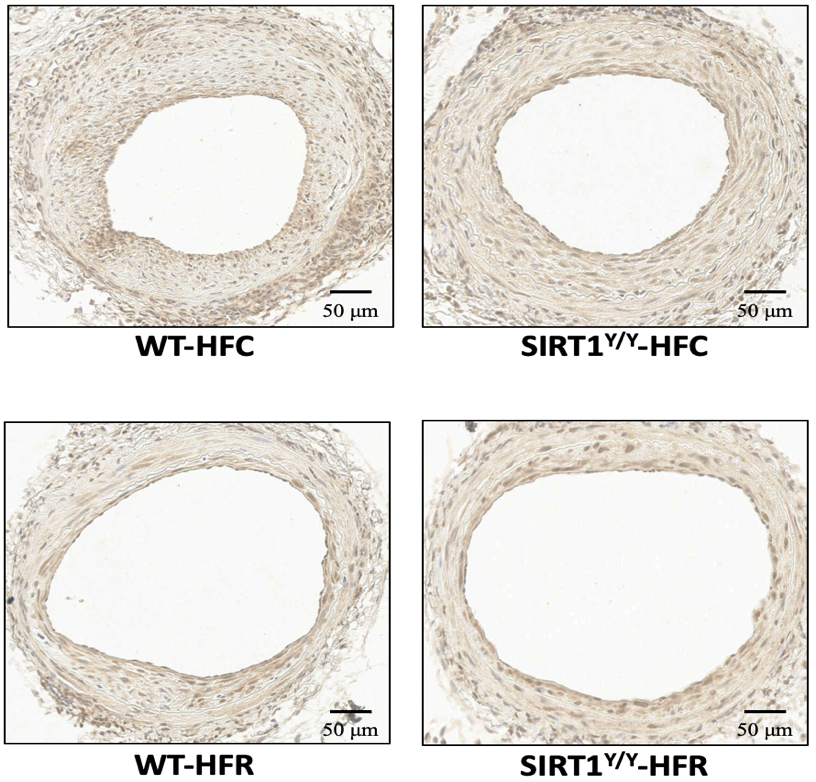 50 µm
50 µm
WT-HFC
SIRT1Y/Y-HFC
50 µm
50 µm
WT-HFR
SIRT1Y/Y-HFR